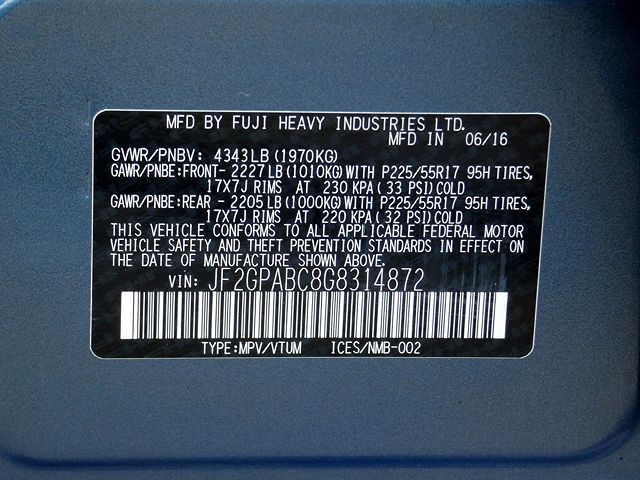 MFD BY FUJI HEAVY INDUSTRIES LTD.
MFD IN 06/16
GVWR/PNBV: 4343LB (1970KG)
GAWR/PNBE:FRONT- 2227LB (1010KG) WITH P225/55R17 95H TIRES,
17X7J RIMS AT 230 KPA (33 PSI) COLD
GAWR/PNBE:REAR - 2205LB (1000KG) WITH P225/55R17 95H TIRES,
17X7J RIMS AT 220 KPA (32 PSI) COLD
THIS VEHICLE CONFORMS TO ALL APPLICABLE FEDERAL MOTOR
VEHICLE SAFETY AND THEFT PREVENTION STANDARDS IN EFFECT ON
THE DATE OF MANUFACTURE SHOWN ABOVE.
VIN: JF2GPABC8G8314872
TYPE:MPV/VTUM ICES/NMB-002